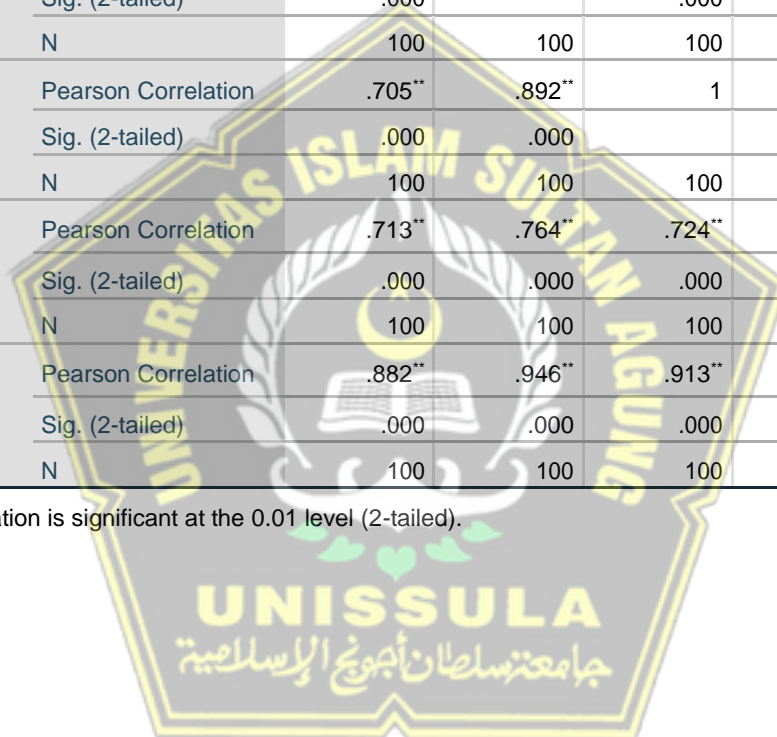 Sig. (2-tailed) .000 .000
N 100 100 100
Pearson Correlation .705** .892** 1
Sig. (2-tailed) .000 .000
N 100 100 100
Pearson Correlation .713** .764** .724**
Sig. (2-tailed) .000 .000 .000
N 100 100 100
Pearson Correlation .882** .946** .913**
Sig. (2-tailed) .000 .000 .000
N 100 100 100
ation is significant at the 0.01 level (2-tailed).
UNIVERSITAS ISLAM SULTAN AGUNG
UNISSULA
جامعة سلطان أجونج الإسلامية